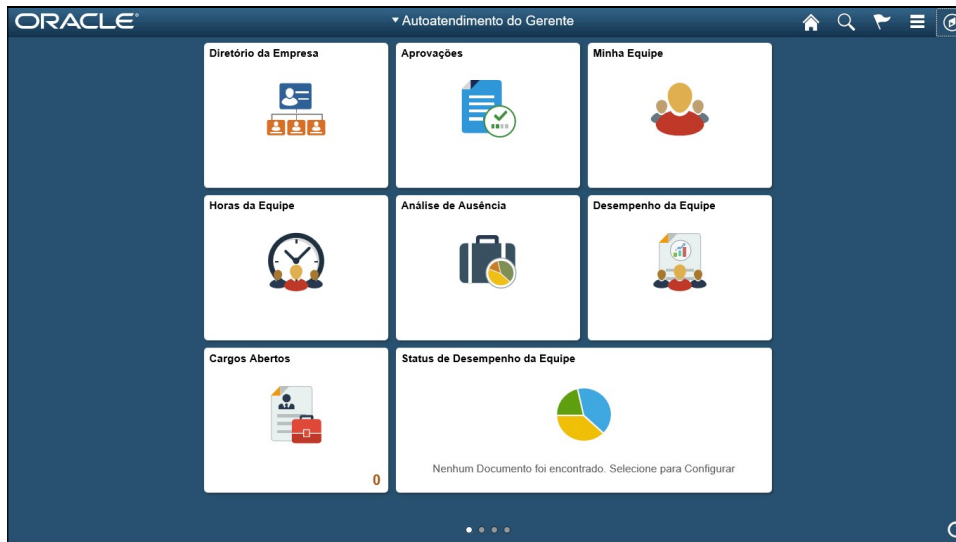 ORACLE®
Autoatendimento do Gerente
Diretório da Empresa
Aprovações
Minha Equipe
Horas da Equipe
Análise de Ausência
Desempenho da Equipe
Cargos Abertos
0
Status de Desempenho da Equipe
Nenhum Documento foi encontrado. Selecione para Configurar